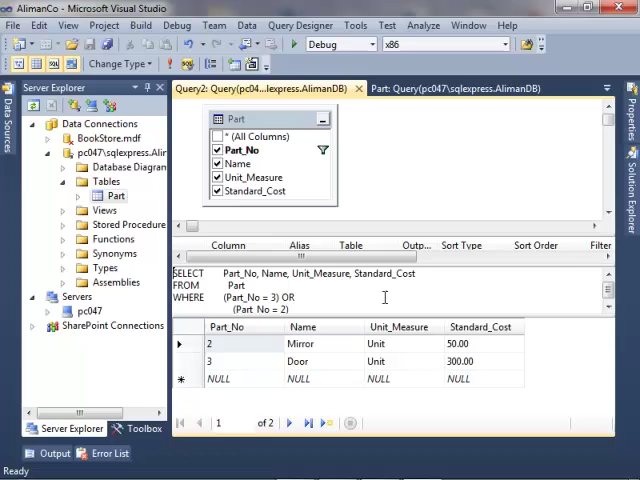 AlimanCo - Microsoft Visual Studio
File Edit View Project Build Debug Team Data Query Designer Tools Test Analyze Window Help
Debug x86
Change Type
Server Explorer
Query2: Query(pc04...lexpress.AlimanDB) Part: Query(pc047\sqlexpress.AlimanDB)
Data Sources
Data Connections
BookStore.mdf
pc047\sqlexpress.Alin
Database Diagram
Tables
Part
Views
Stored Procedure
Functions
Synonyms
Types
Assemblies
Servers
pc047
SharePoint Connections
Server Explorer Toolbox
Part
* (All Columns)
Part_No
Name
Unit_Measure
Standard_Cost
Column Alias Table Outp... Sort Type Sort Order Filter
SELECT Part_No, Name, Unit_Measure, Standard_Cost
FROM Part
WHERE (Part_No = 3) OR
(Part_No = 2)
Part_No Name Unit_Measure Standard_Cost
2 Mirror Unit 50.00
3 Door Unit 300.00
NULL NULL NULL NULL
1 of 2
Properties
Solution Explorer
Output Error List
Ready